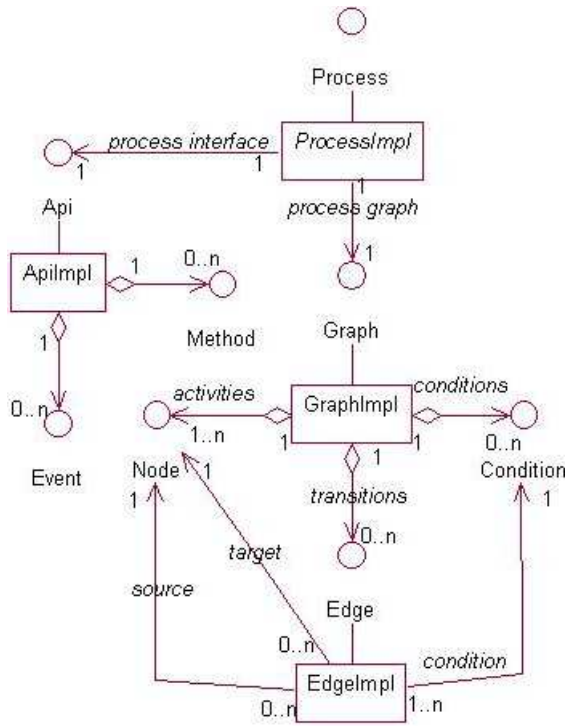 Process
process interface
ProcessImpl
1
1
1
process graph
1
Api
ApiImpl
1
0..n
1
0..n
Method
Event
Graph
activities
GraphImpl
conditions
1..n
1
1
1
0..n
Node
1
1
transitions
0..n
Condition
1
target
source
Edge
0..n
condition
EdgeImpl
0..n
1..n